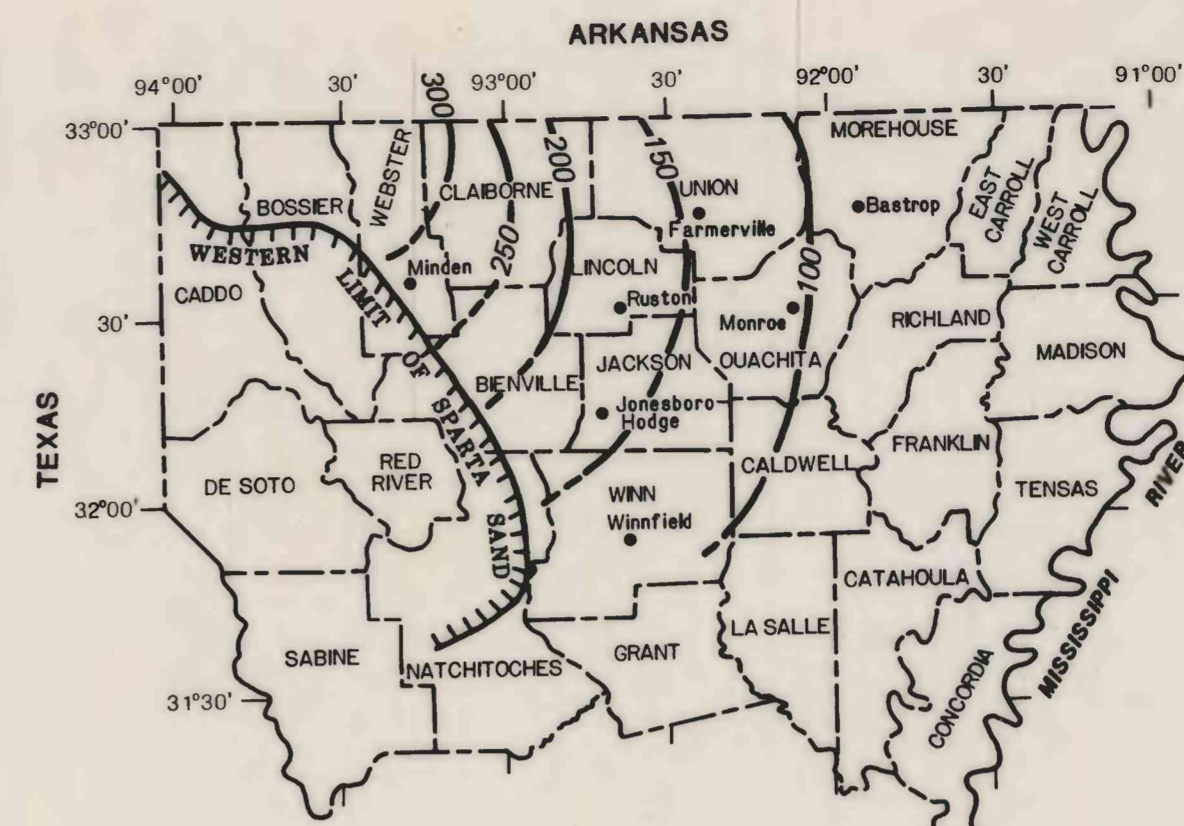 ARKANSAS
94°00'
30'
93°00'
30'
92°00'
30'
91°00'
33°00'
300
250
200
150
100
MOREHOUSE
WEBSTER
CLAIBORNE
UNION
BOSSIER
Farmerville
Bastrop
EAST
CARROLL
WEST
CARROLL
WESTERN
LIMIT
OF
SPARTA
SAND
Minden
LINCOLN
CADDO
Ruston
Monroe
RICHLAND
30'
MADISON
JACKSON
OUACHITA
BIENVILLE
Jonesboro
Hodge
TEXAS
FRANKLIN
RED
RIVER
CALDWELL
DE SOTO
WINN
TENSAS
32°00'
Winnfield
CATAHOULA
LA SALLE
SABINE
GRANT
NATCHITOCHES
31°30'
CONCORDIA
MISSISSIPPI
RIVER